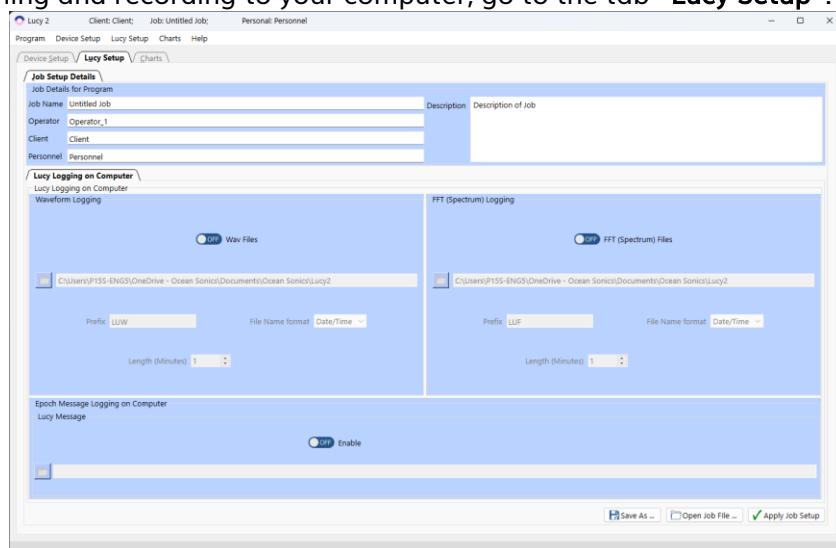 ling and recording to your computer, go to the tab "Lucy Setup".
Lucy 2 Client: Client; Job: Untitled Job; Personal: Personnel
Program Device Setup Lucy Setup Charts Help
Device Setup Lucy Setup Charts
Job Setup Details
Job Details for Program
Job Name Untitled Job Description Description of Job
Operator Operator_1
Client Client
Personnel Personnel
Lucy Logging on Computer
Lucy Logging on Computer
Waveform Logging FFT (Spectrum) Logging
OFF Wav Files OFF FFT (Spectrum) Files
C:\Users\P15S-ENG5\OneDrive - Ocean Sonics\Documents\Ocean Sonics\Lucy2 C:\Users\P15S-ENG5\OneDrive - Ocean Sonics\Documents\Ocean Sonics\Lucy2
Prefix LUW File Name format Date/Time Prefix LUF File Name format Date/Time
Length (Minutes) 1 Length (Minutes) 1
Epoch Message Logging on Computer
Lucy Message
OFF Enable
Save As ... Open Job File ... Apply Job Setup